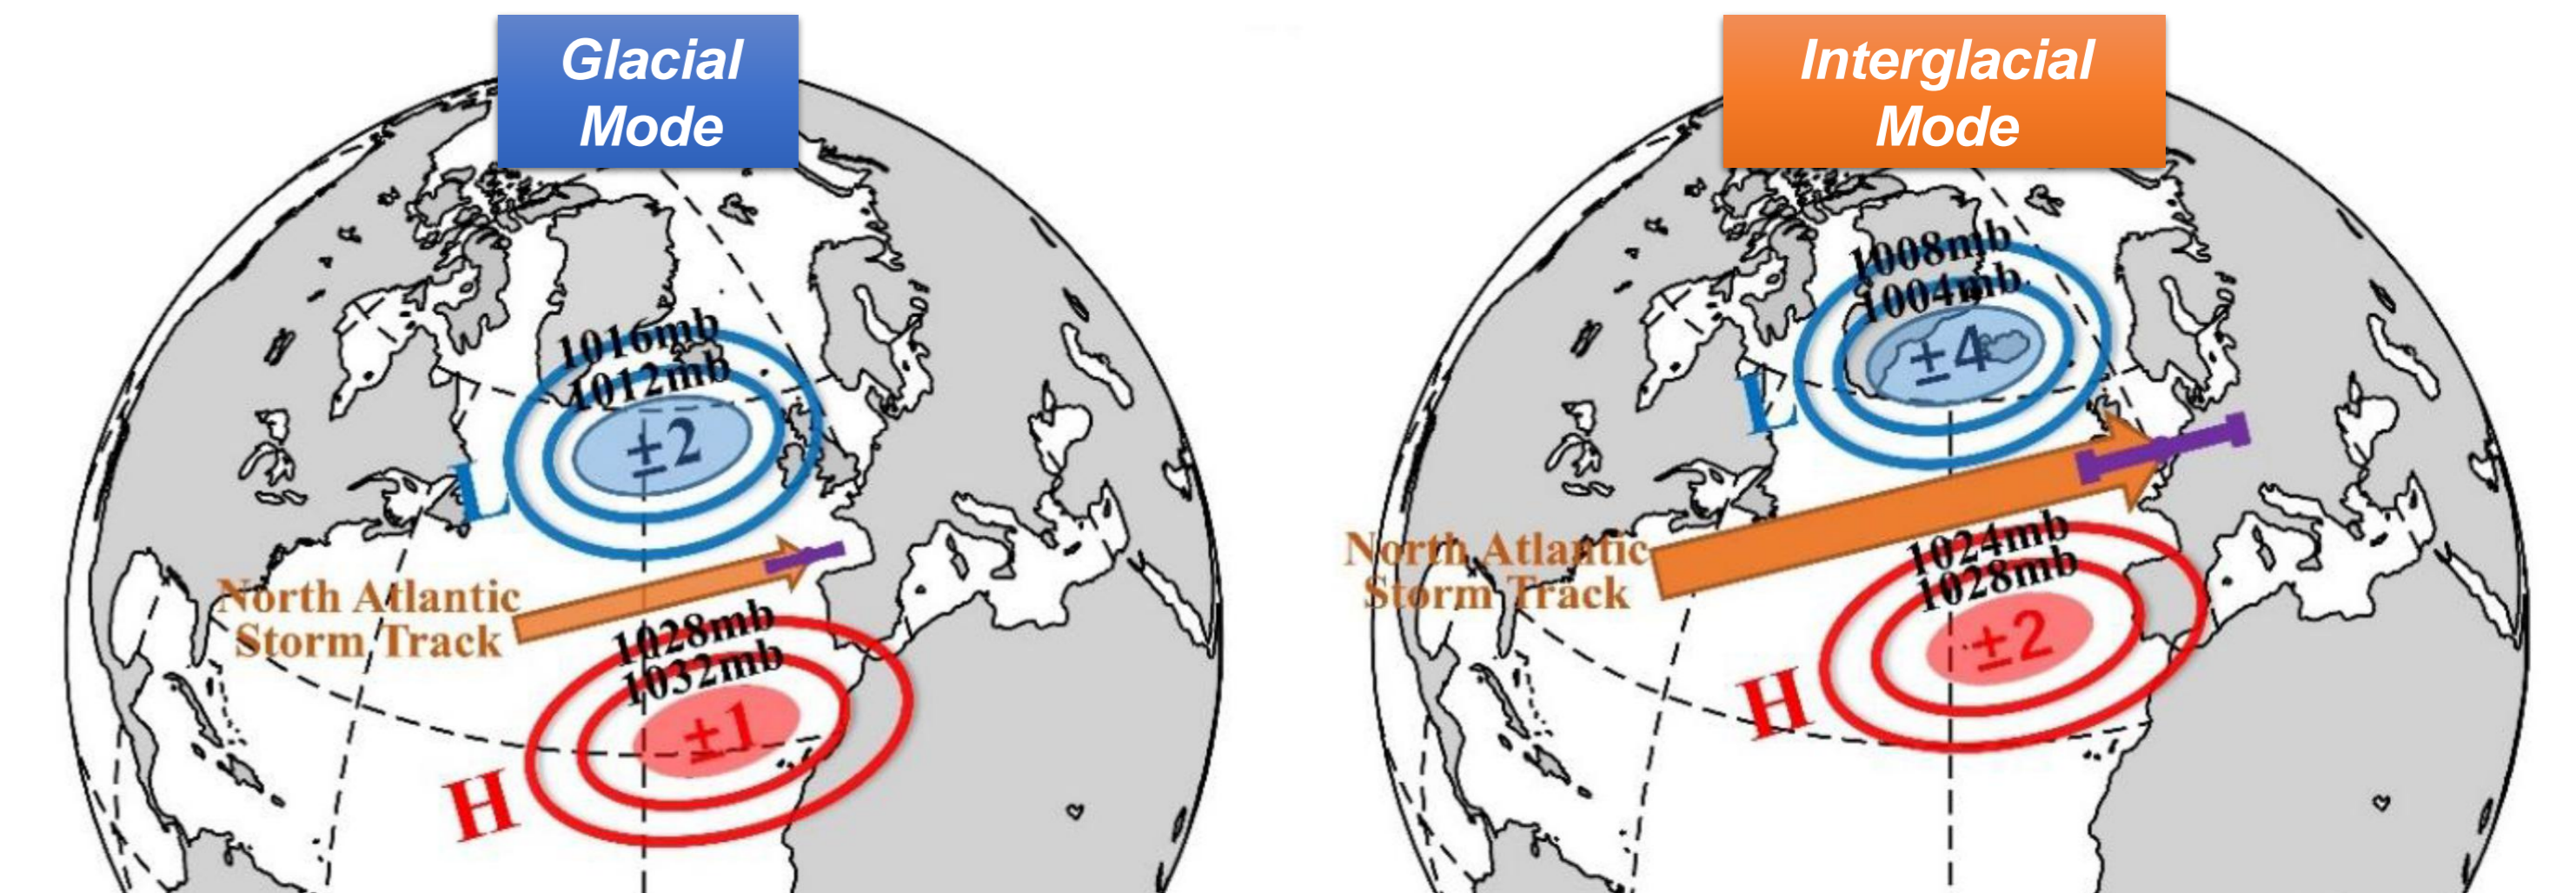 Glacial
Mode
1016mb
1012mb
±2
L
North Atlantic
Storm Track
1028mb
1032mb
±1
H
Interglacial
Mode
1008mb
1004mb
±4
L
North Atlantic
Storm Track
1024mb
1028mb
±2
H